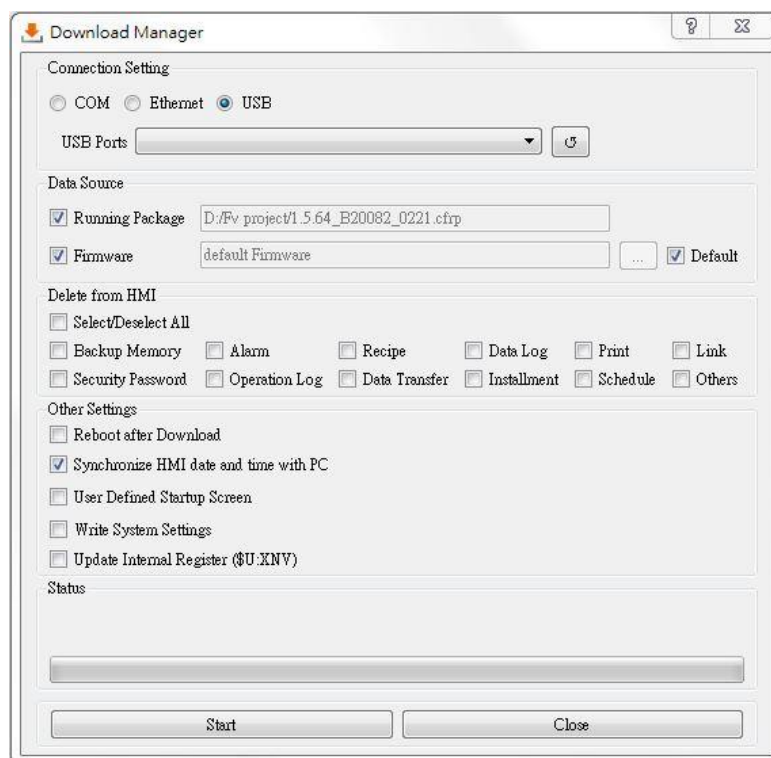 Download Manager
Connection Setting
COM Ethernet USB
USB Ports
Data Source
Running Package D:/Fv project/1.5.64_B20082_0221.cfrp
Firmware default Firmware ... Default
Delete from HMI
Select/Deselect All
Backup Memory Alarm Recipe Data Log Print Link
Security Password Operation Log Data Transfer Installment Schedule Others
Other Settings
Reboot after Download
Synchronize HMI date and time with PC
User Defined Startup Screen
Write System Settings
Update Internal Register ($U:XNV)
Status
Start Close